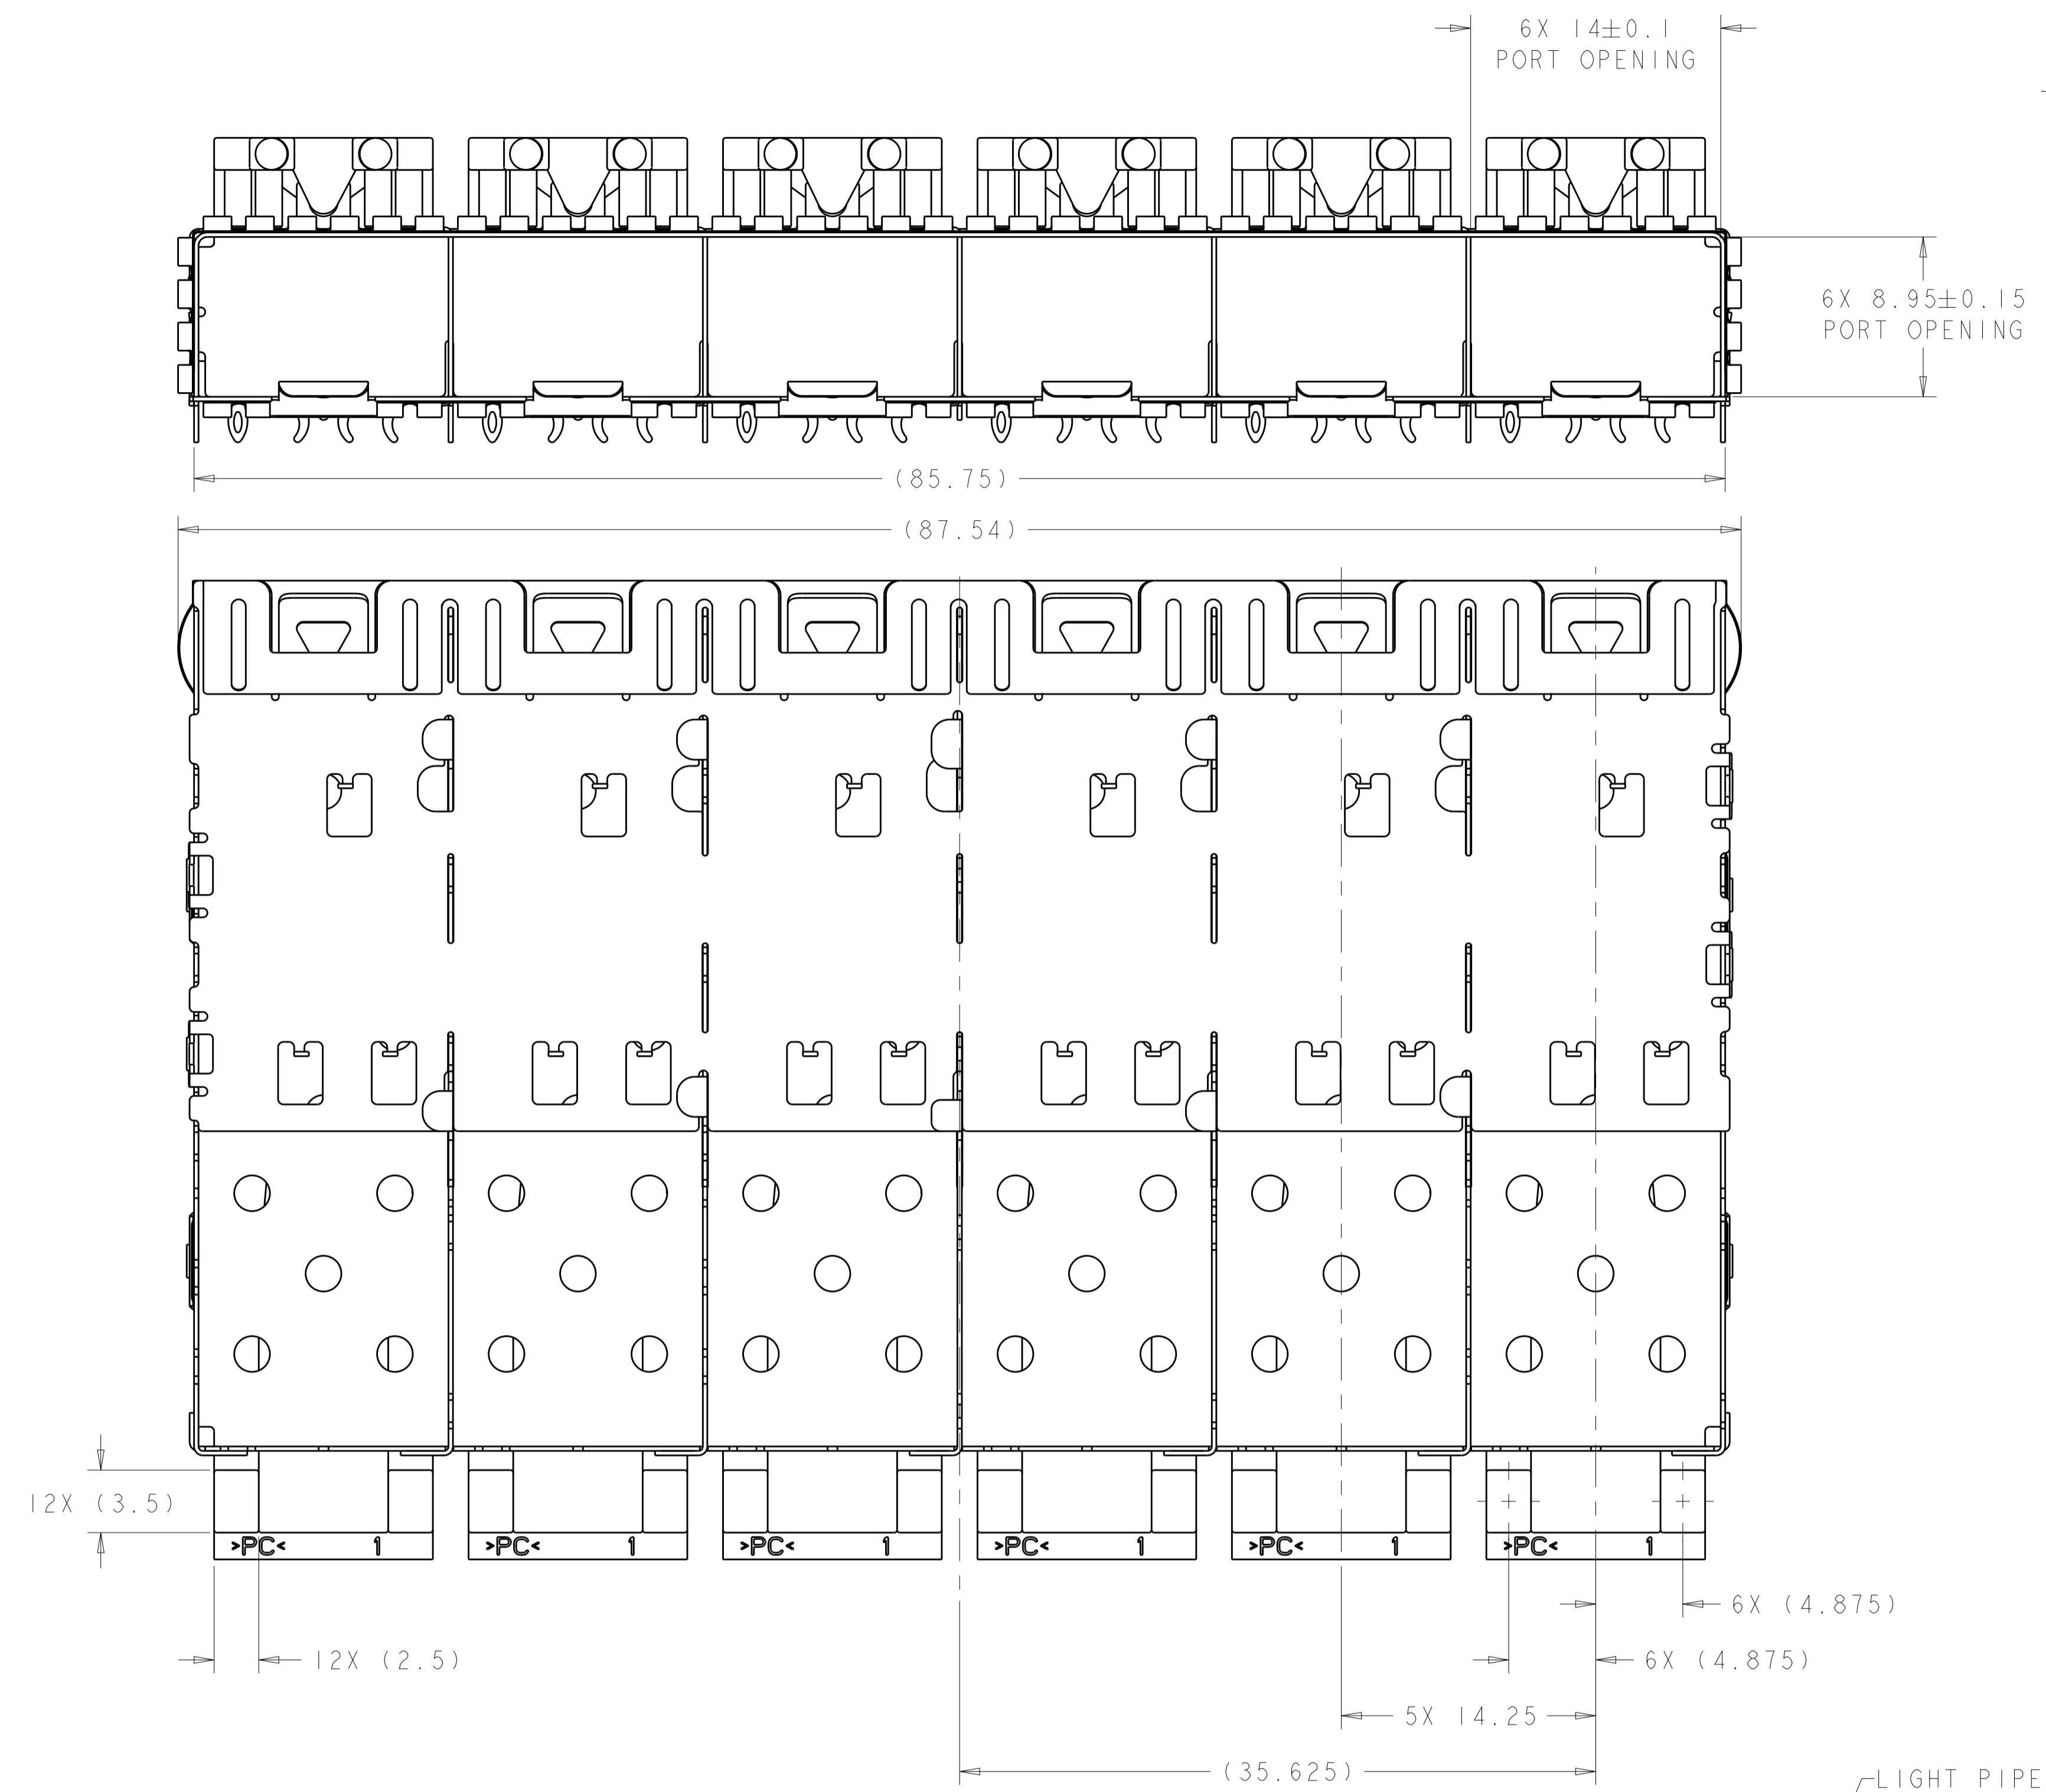 6X 14±0.1
PORT OPENING
6X 8.95±0.15
PORT OPENING
(85.75)
(87.54)
12X (3.5)
>PC< 1
>PC< 1
>PC< 1
>PC< 1
>PC< 1
>PC< 1
6X (4.875)
12X (2.5)
6X (4.875)
5X 14.25
(35.625)
LIGHT PIPE